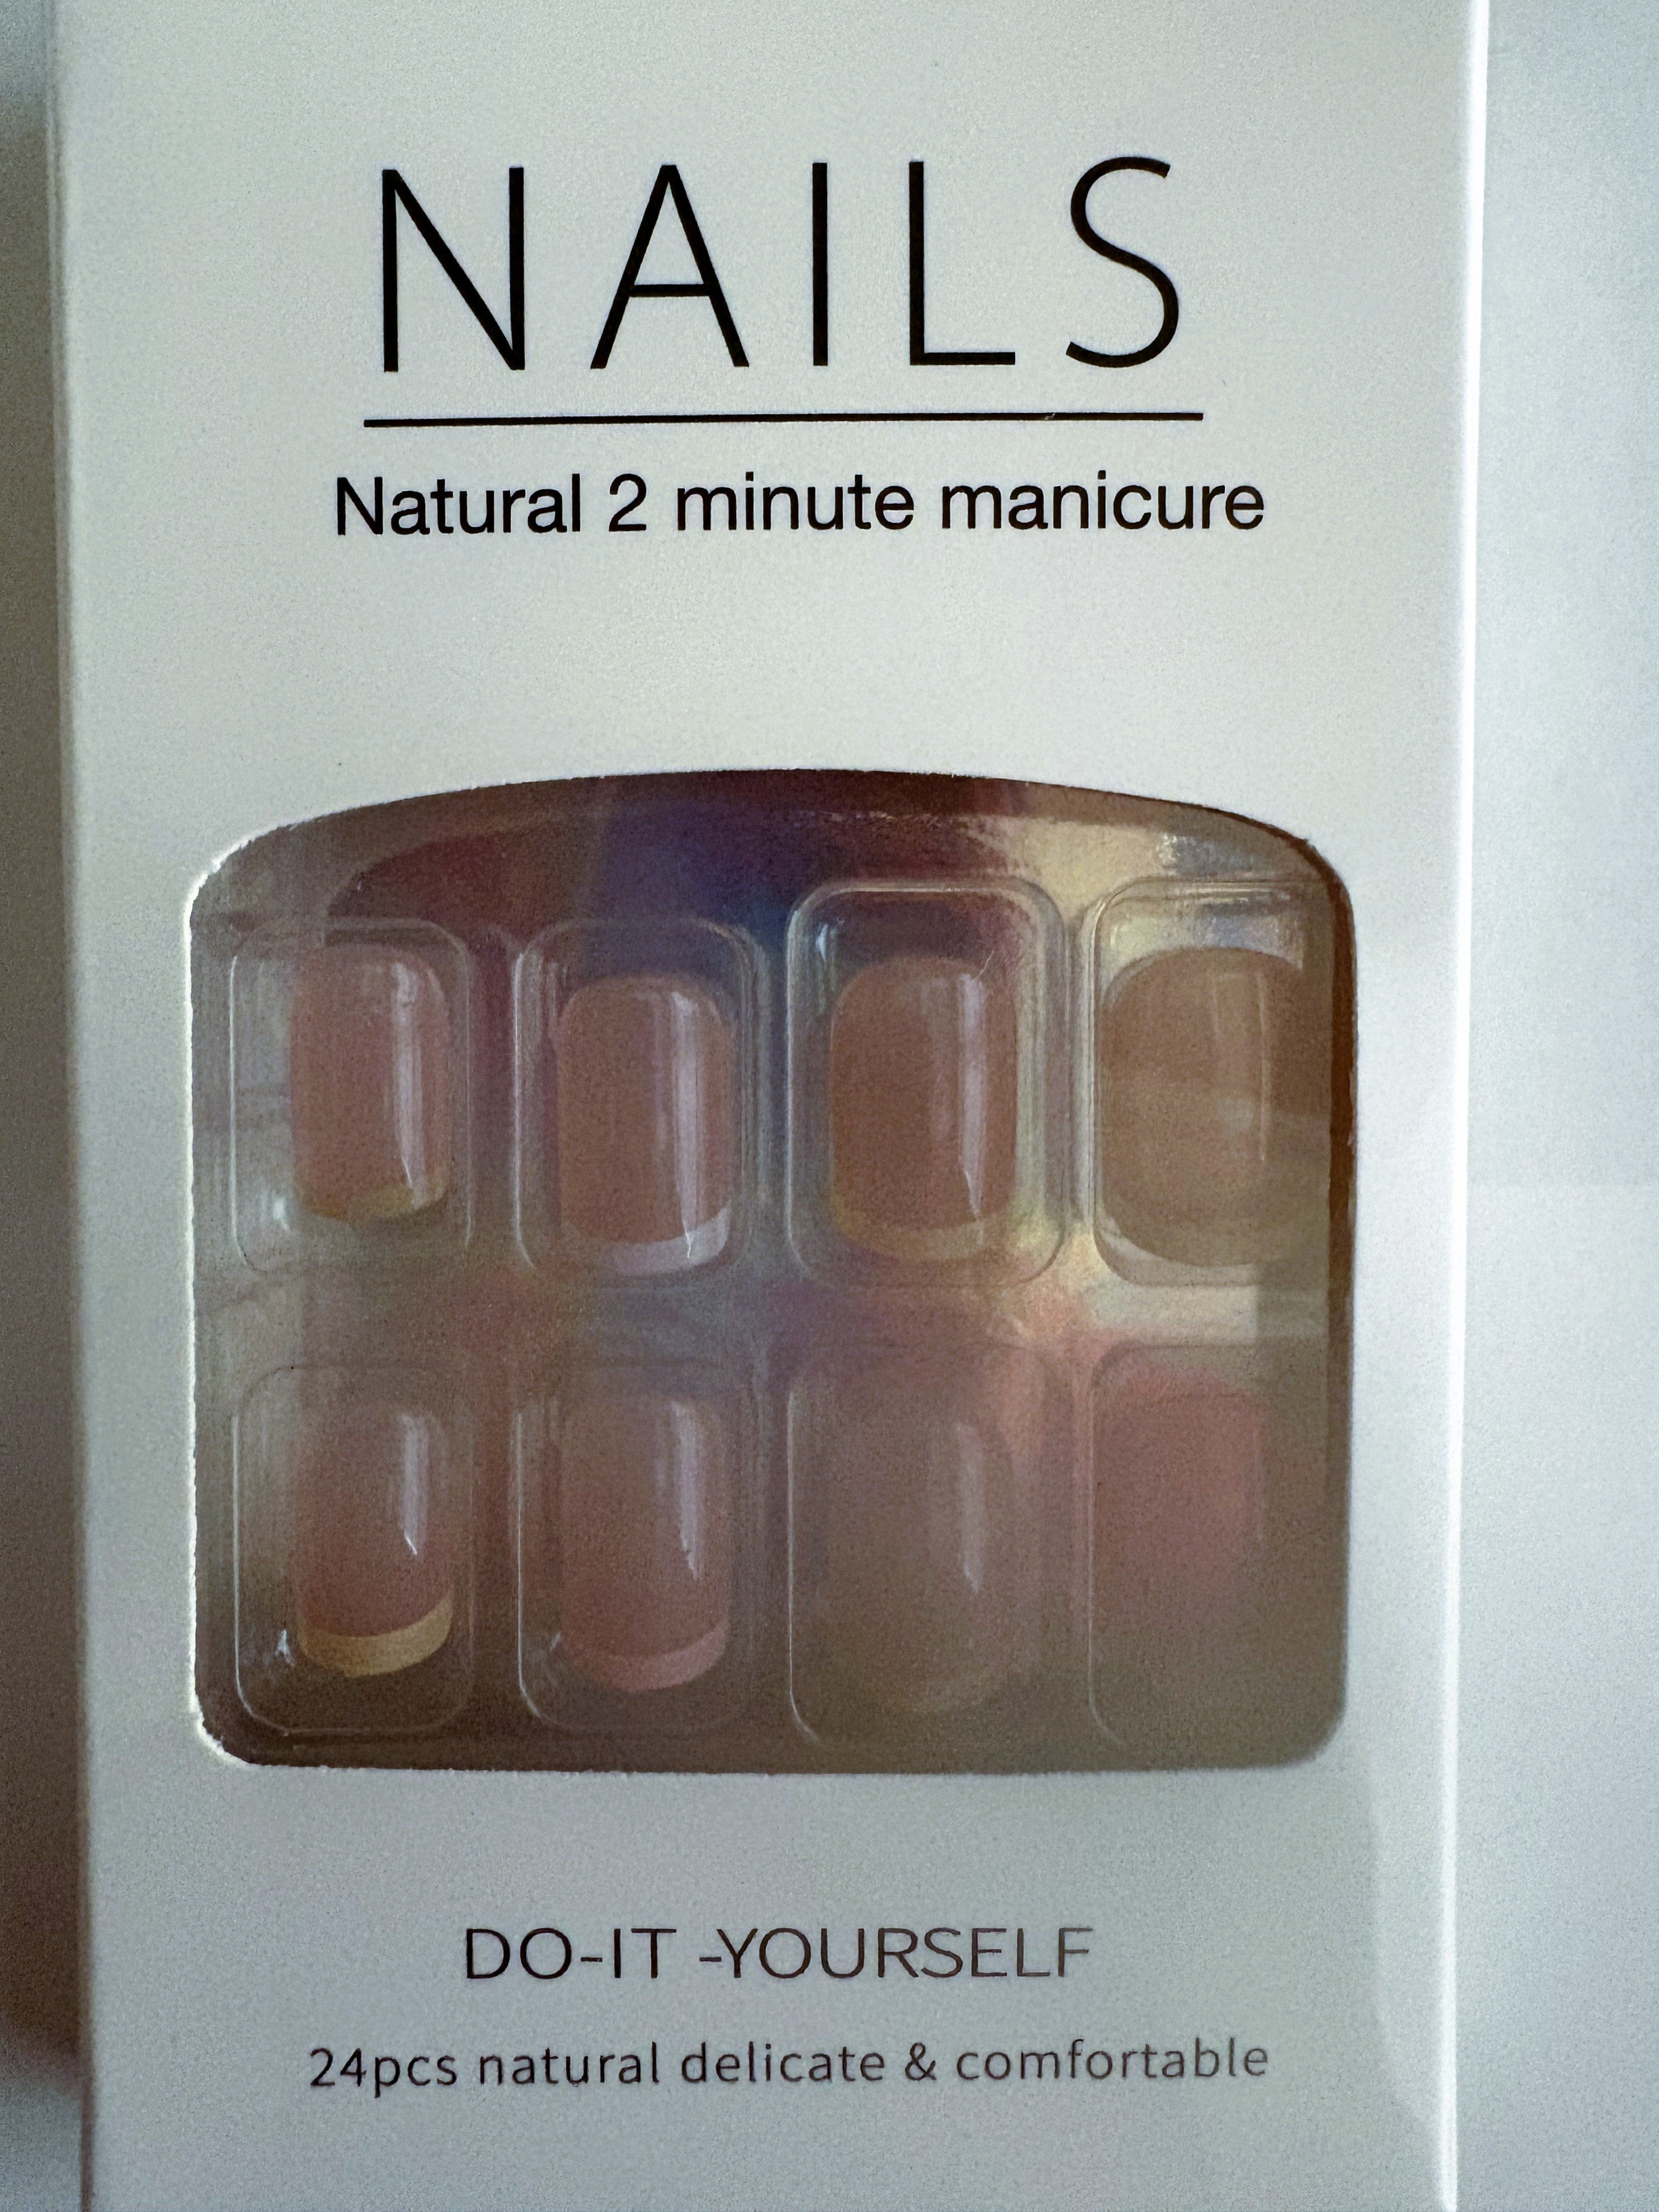 NAILS
Natural 2 minute manicure
DO-IT -YOURSELF
24pcs natural delicate & comfortable